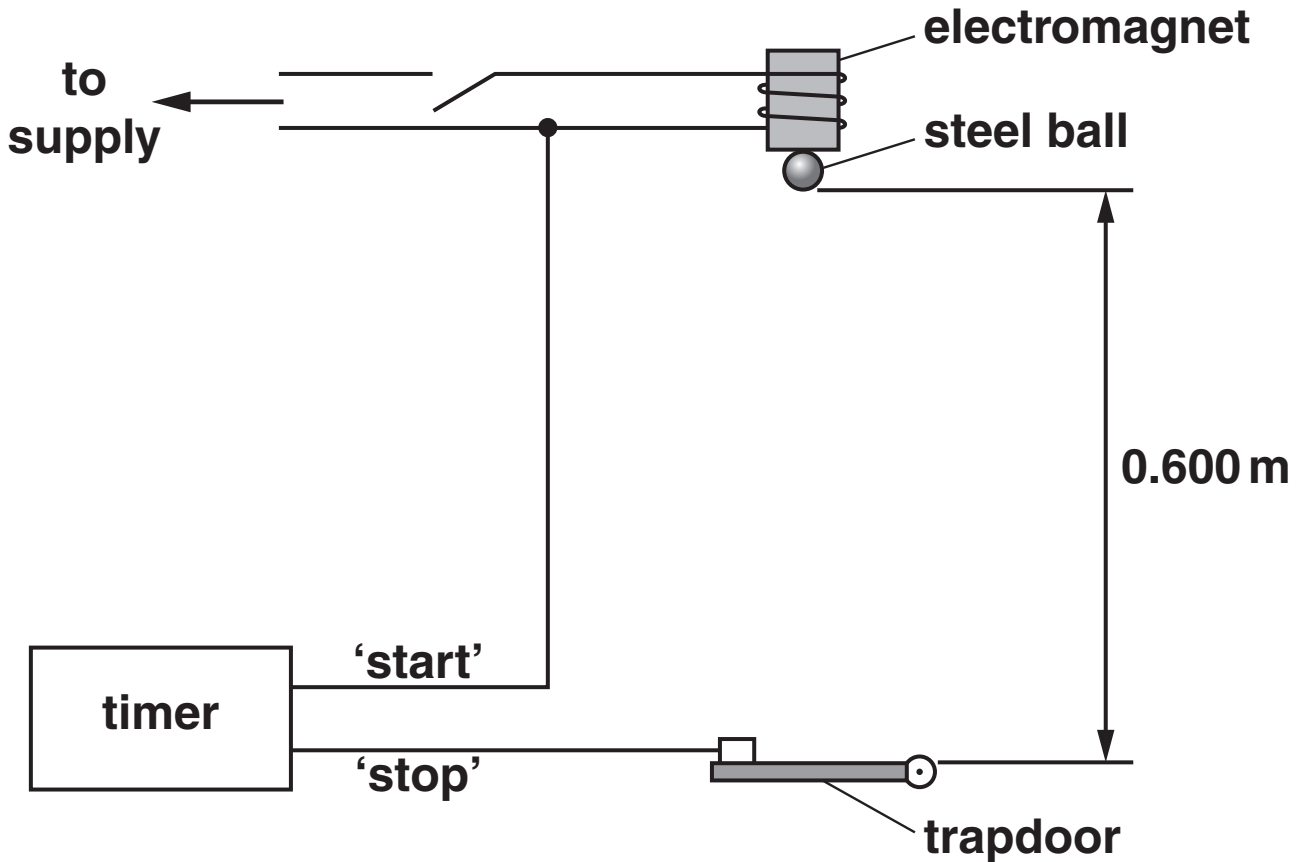 electromagnet
to
supply
steel ball
0.600 m
‘start’
timer
‘stop’
trapdoor